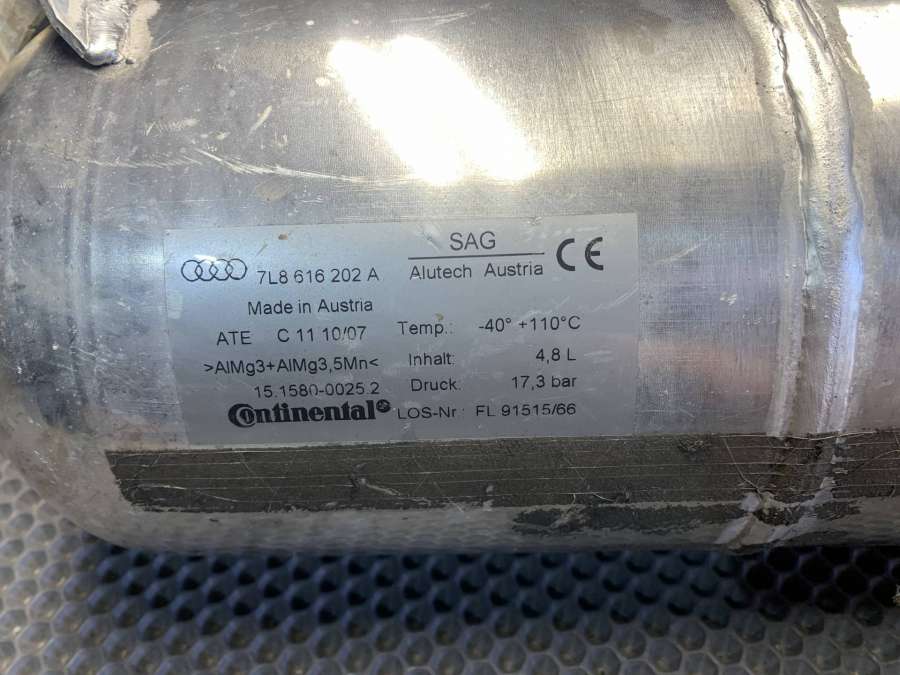 7L8 616 202 A
Made in Austria
ATE C 11 10/07
>AlMg3+AlMg3,5Mn<
15.1580-0025.2
Continental
SAG
Alutech Austria
CE
Temp.: -40° +110°C
Inhalt: 4,8 L
Druck: 17,3 bar
LOS-Nr.: FL 91515/66